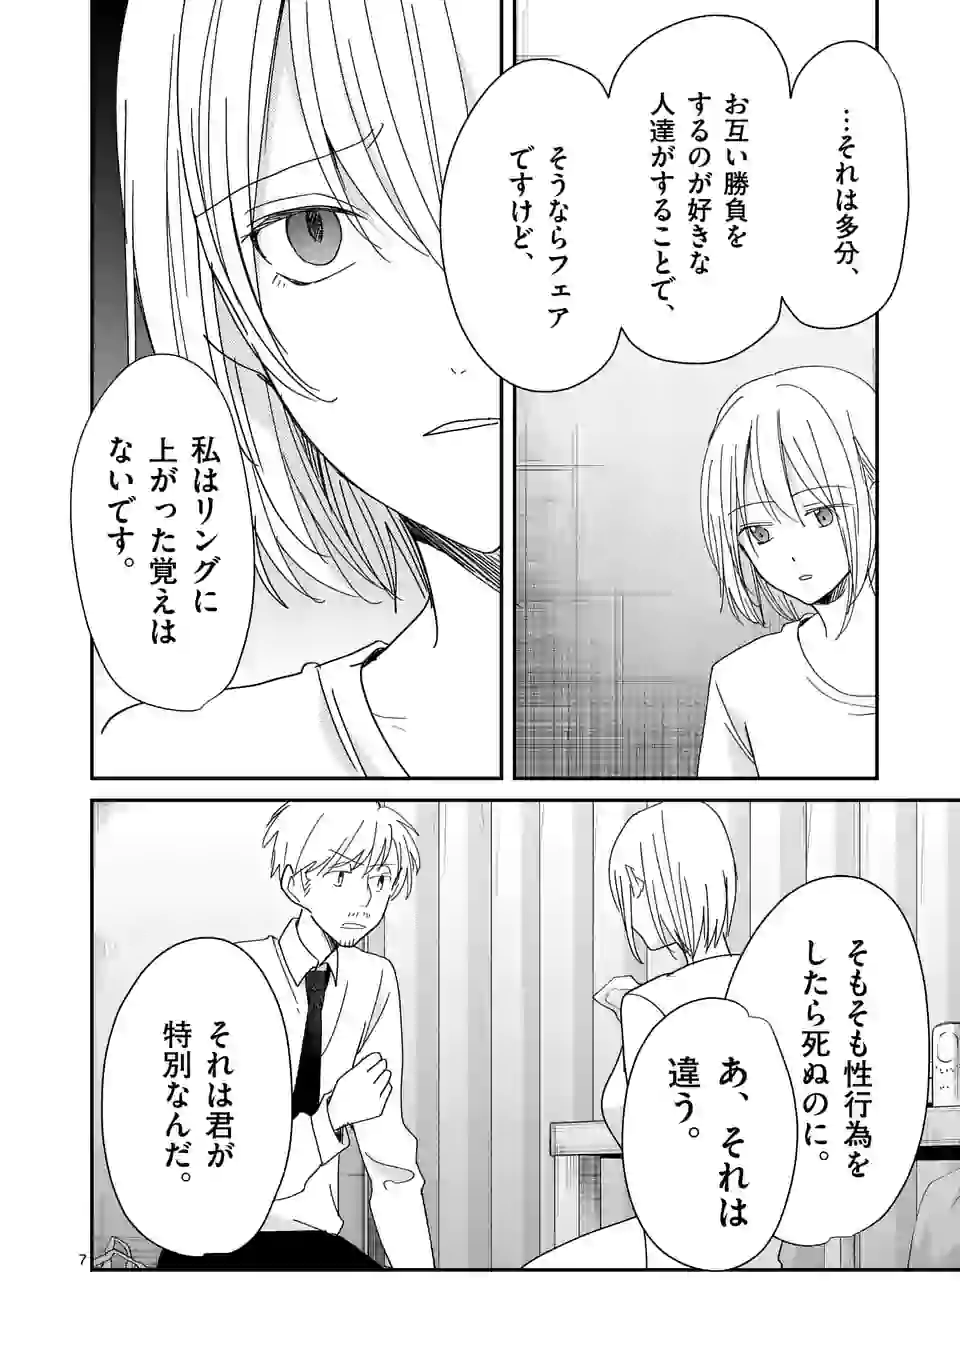 …それは多分、
お互い勝負を
するのが好きな
人達がすることで、
そうならフェア
ですけど、
私はリングに
上がった覚えは
ないです。
そもそも性行為を
したら死ぬのに。
あ、それは
違う。
それは君が
特別なんだ。
7